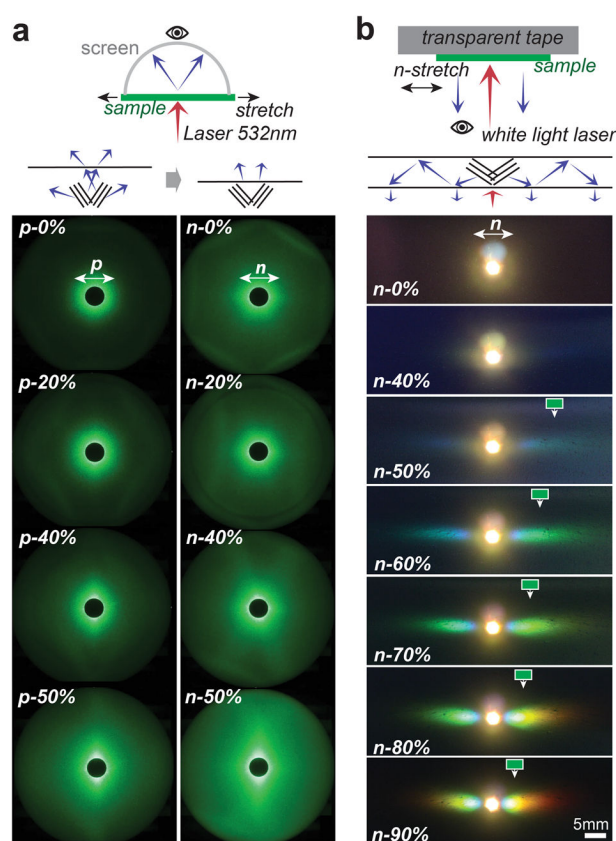 a
screen
sample
stretch
Laser 532nm
p-0%
p
n-0%
n
p-20%
n-20%
p-40%
n-40%
p-50%
n-50%
b
transparent tape
sample
n-stretch
white light laser
n
n-0%
n-40%
n-50%
n-60%
n-70%
n-80%
n-90%
5mm